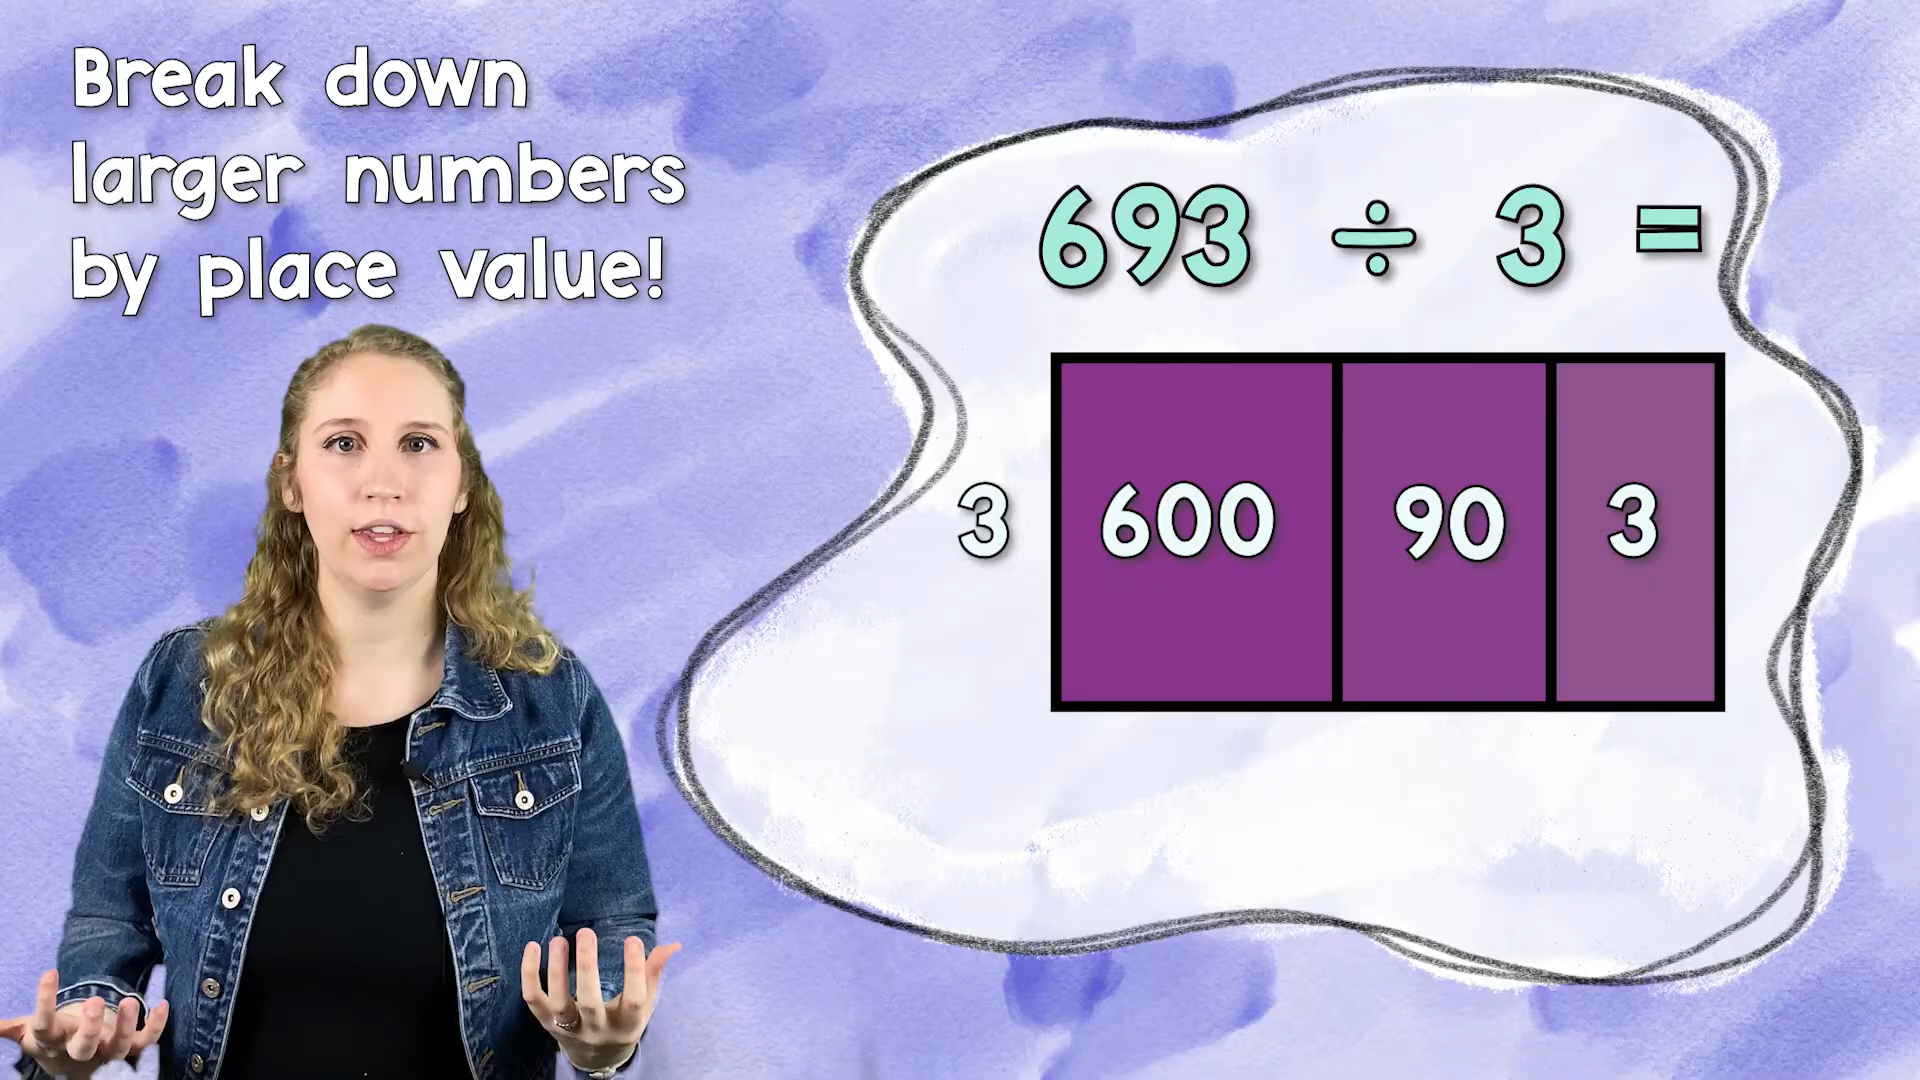 Break down
larger numbers
by place value!
693 ÷ 3 =
3 600 90 3